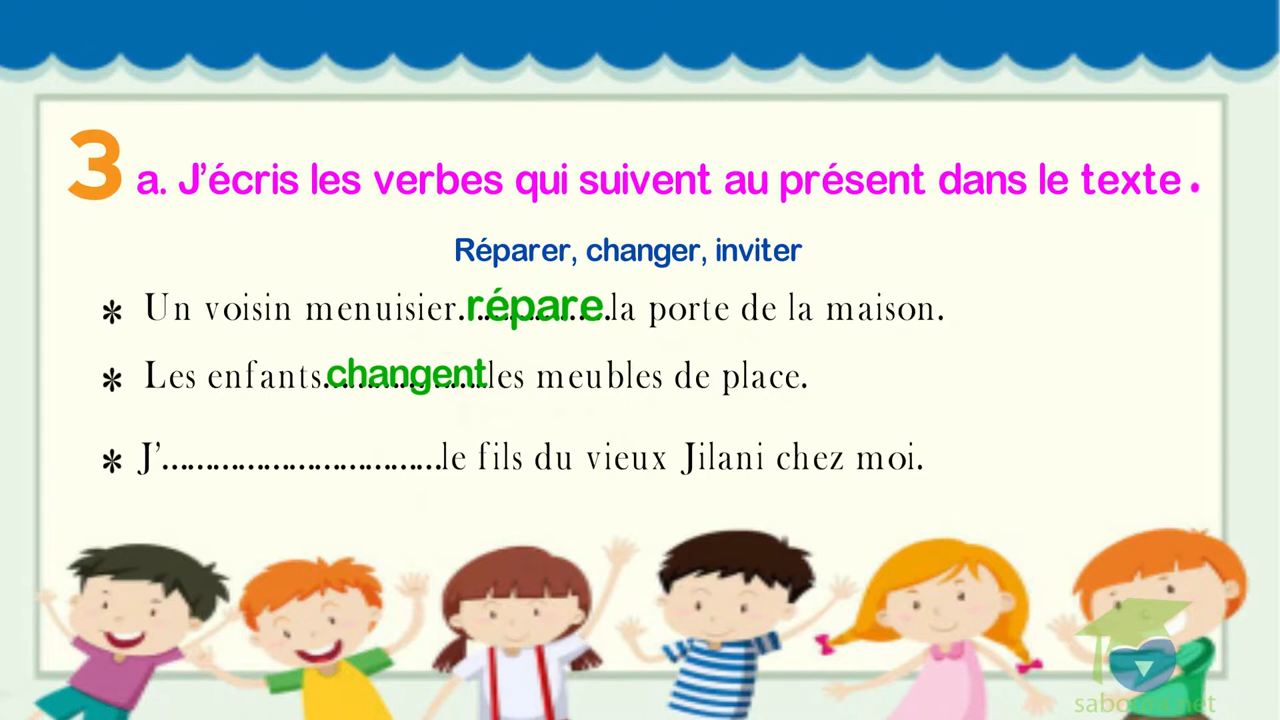 3 a. J'écris les verbes qui suivent au présent dans le texte.
Réparer, changer, inviter
* Un voisin menuisier..répare..la porte de la maison.
* Les enfants..changent..les meubles de place.
* J'.................................le fils du vieux Jilani chez moi.